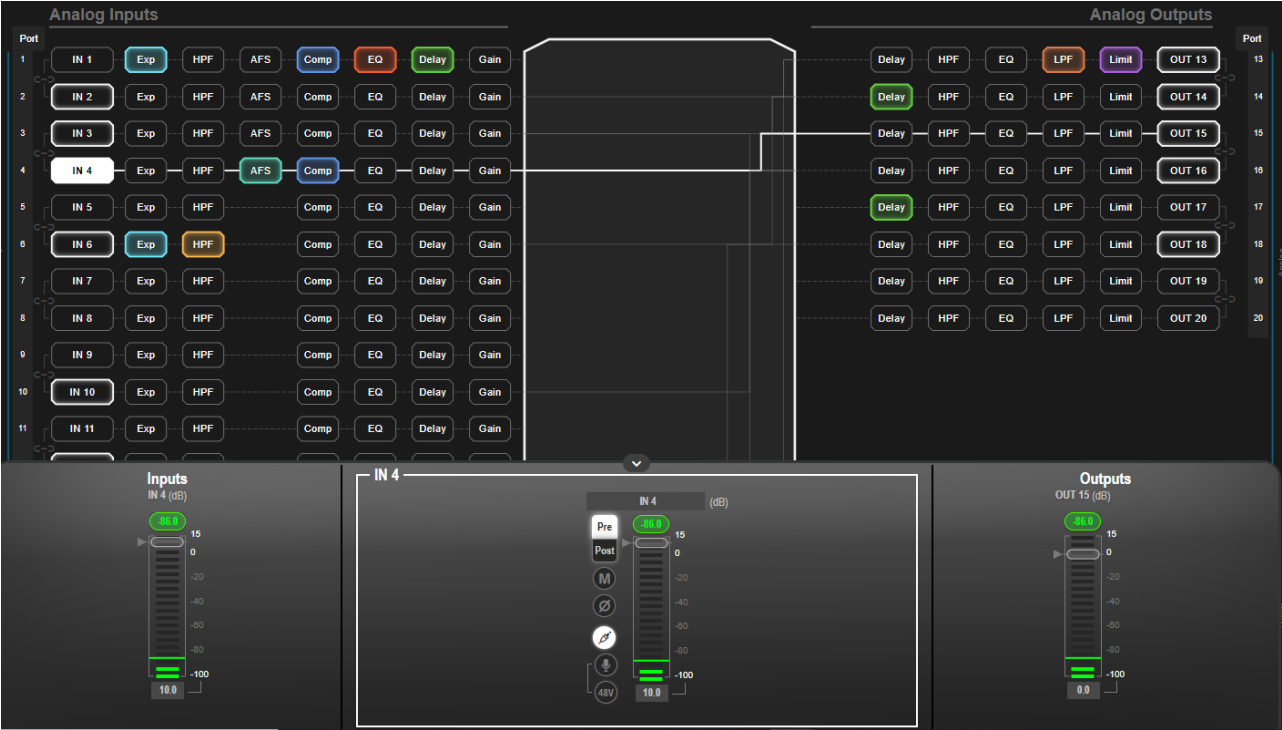 Analog Inputs Analog Outputs
Port Port
1 IN 1 Exp HPF AFS Comp EQ Delay Gain Delay HPF EQ LPF Limit OUT 13 13
2 IN 2 Exp HPF AFS Comp EQ Delay Gain Delay HPF EQ LPF Limit OUT 14 14
3 IN 3 Exp HPF AFS Comp EQ Delay Gain Delay HPF EQ LPF Limit OUT 15 15
4 IN 4 Exp HPF AFS Comp EQ Delay Gain Delay HPF EQ LPF Limit OUT 16 16
5 IN 5 Exp HPF Comp EQ Delay Gain Delay HPF EQ LPF Limit OUT 17 17
6 IN 6 Exp HPF Comp EQ Delay Gain Delay HPF EQ LPF Limit OUT 18 18
7 IN 7 Exp HPF Comp EQ Delay Gain Delay HPF EQ LPF Limit OUT 19 19
8 IN 8 Exp HPF Comp EQ Delay Gain Delay HPF EQ LPF Limit OUT 20 20
9 IN 9 Exp HPF Comp EQ Delay Gain
10 IN 10 Exp HPF Comp EQ Delay Gain
11 IN 11 Exp HPF Comp EQ Delay Gain
Inputs
IN 4 (dB)
-86.0
15
0
-20
-40
-60
-80
-100
10.0
IN 4
IN 4 (dB)
Pre
Post
M
Ø
48V
-86.0
15
0
-20
-40
-60
-80
-100
10.0
Outputs
OUT 15 (dB)
-86.0
15
0
-20
-40
-60
-80
-100
0.0